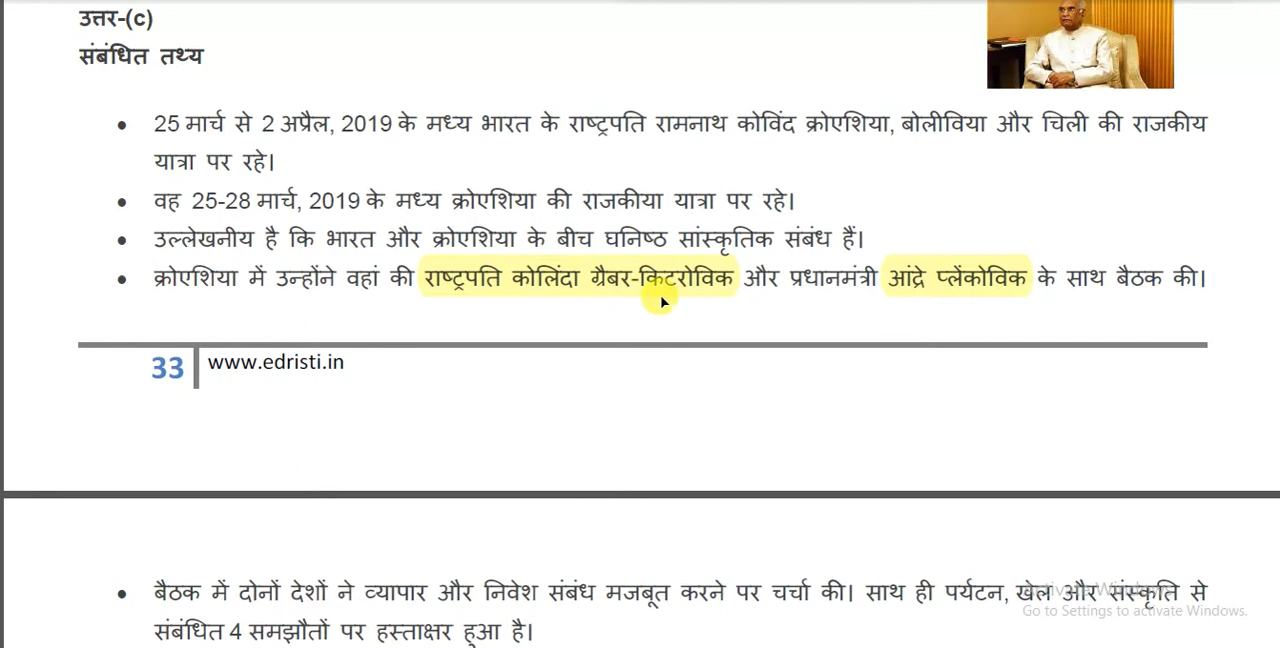 उत्तर-(c)
संबंधित तथ्य
• 25 मार्च से 2 अप्रैल, 2019 के मध्य भारत के राष्ट्रपति रामनाथ कोविंद क्रोएशिया, बोलीविया और चिली की राजकीय
यात्रा पर रहे।
• वह 25-28 मार्च, 2019 के मध्य क्रोएशिया की राजकीया यात्रा पर रहे।
• उल्लेखनीय है कि भारत और क्रोएशिया के बीच घनिष्ठ सांस्कृतिक संबंध हैं।
• क्रोएशिया में उन्होंने वहां की राष्ट्रपति कोलिंदा ग्रैबर-किटरोविक और प्रधानमंत्री आंद्रे प्लेंकोविक के साथ बैठक की।
33 www.edristi.in
• बैठक में दोनों देशों ने व्यापार और निवेश संबंध मजबूत करने पर चर्चा की। साथ ही पर्यटन, खेल और संस्कृति से
संबंधित 4 समझौतों पर हस्ताक्षर हुआ है।
Activate Windows
Go to Settings to activate Windows.